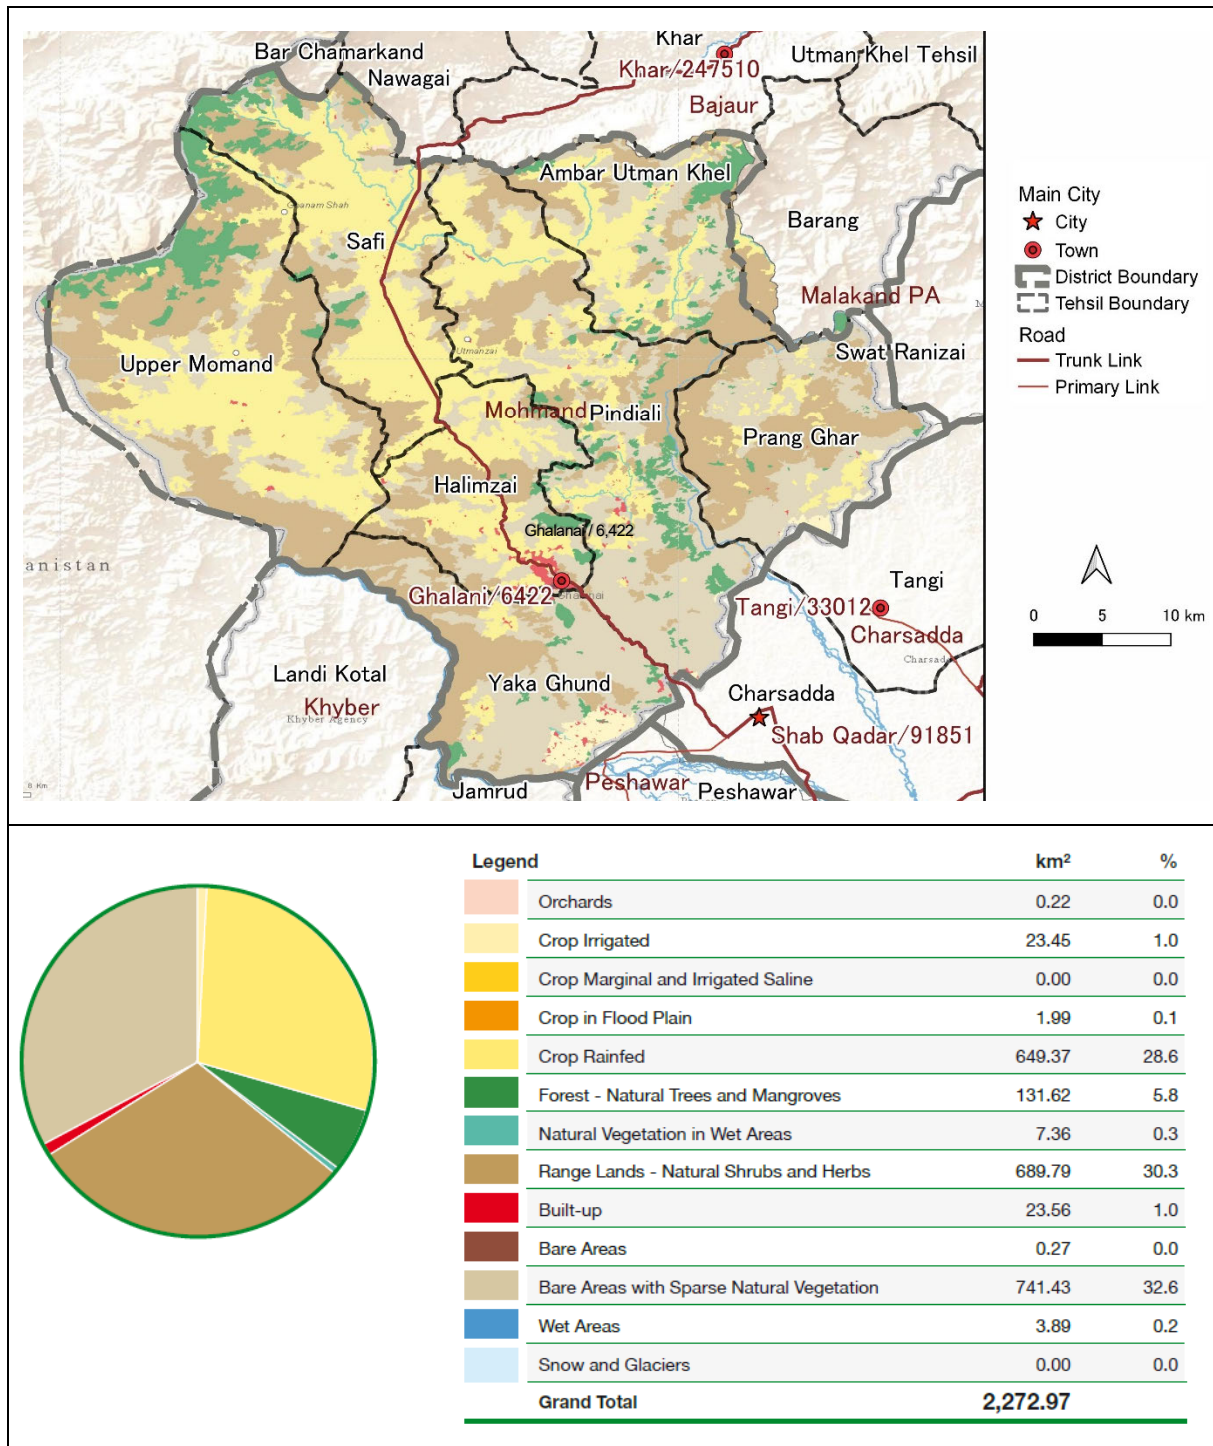 Bar Chamarkand
Nawagai
Khar
Khar/247510
Utman Khel Tehsil
Bajaur
Ambar Utman Khel
Barang
Safi
Malakand PA
Swat Ranizai
Utmanzai
Upper Momand
Mohmand
Pindiali
Prang Ghar
Halimzai
Ghalanai / 6,422
anistan
Ghalani/6422
Tangi
Tangi/33012
Charsadda
Landi Kotal
Khyber
Khyber Agency
Yaka Ghund
Charsadda
Shab Qadar/91851
Peshawar
Peshawar
Jamrud
8 Km
Main City
City
Town
District Boundary
Tehsil Boundary
Road
Trunk Link
Primary Link
0 5 10 km
Legend km² %
Orchards 0.22 0.0
Crop Irrigated 23.45 1.0
Crop Marginal and Irrigated Saline 0.00 0.0
Crop in Flood Plain 1.99 0.1
Crop Rainfed 649.37 28.6
Forest - Natural Trees and Mangroves 131.62 5.8
Natural Vegetation in Wet Areas 7.36 0.3
Range Lands - Natural Shrubs and Herbs 689.79 30.3
Built-up 23.56 1.0
Bare Areas 0.27 0.0
Bare Areas with Sparse Natural Vegetation 741.43 32.6
Wet Areas 3.89 0.2
Snow and Glaciers 0.00 0.0
Grand Total 2,272.97